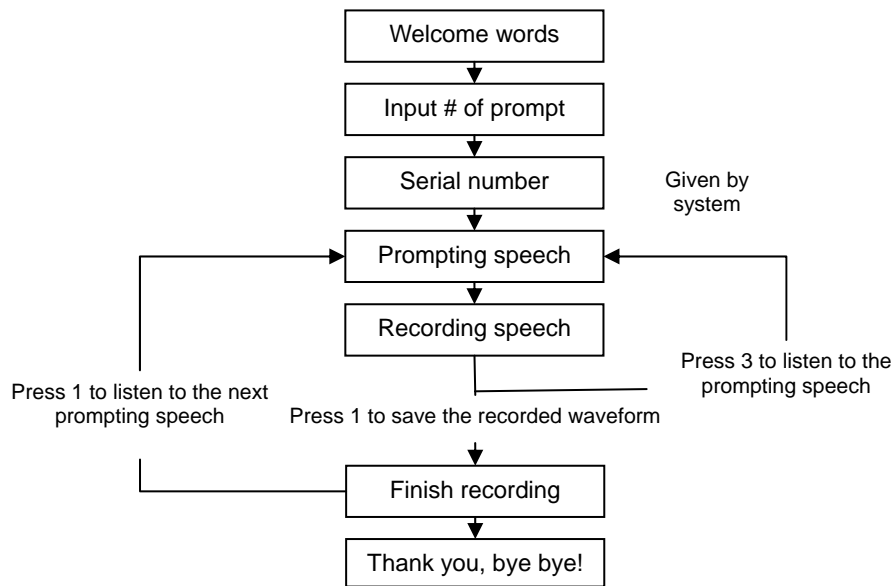 Welcome words
Input # of prompt
Serial number
Given by
system
Prompting speech
Recording speech
Press 3 to listen to the
prompting speech
Press 1 to listen to the next
prompting speech
Press 1 to save the recorded waveform
Finish recording
Thank you, bye bye!